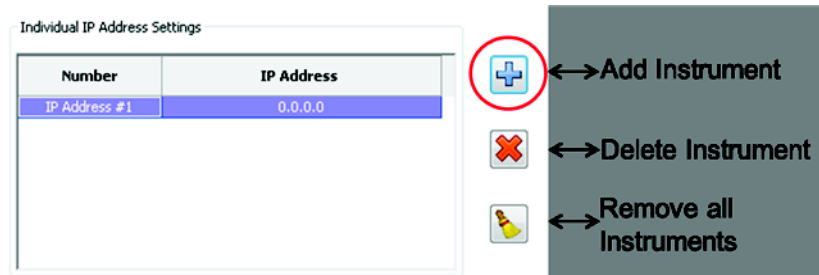 Individual IP Address Settings
Number IP Address
IP Address #1 0.0.0.0
Add Instrument
Delete Instrument
Remove all
Instruments